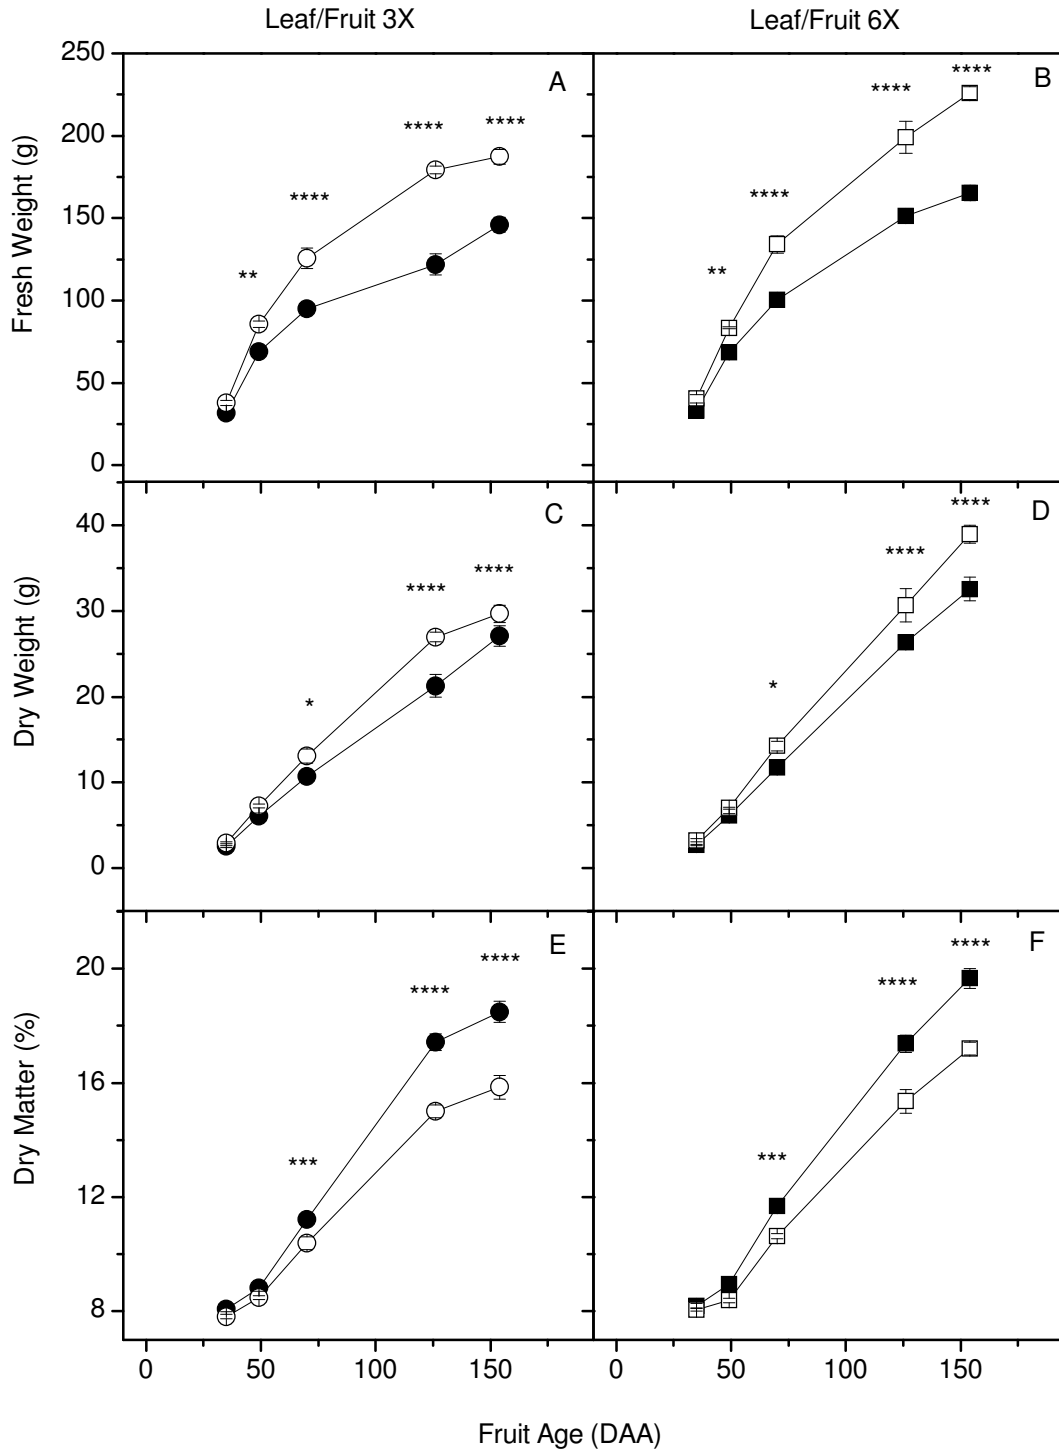 Leaf/Fruit 3X
Leaf/Fruit 6X
250
200
150
100
50
0
Fresh Weight (g)
A
**
****
****
****
B
**
****
****
****
40
30
20
10
0
Dry Weight (g)
C
*
****
****
D
*
****
****
20
16
12
8
Dry Matter (%)
E
***
****
****
F
***
****
****
0 50 100 150
0 50 100 150
Fruit Age (DAA)